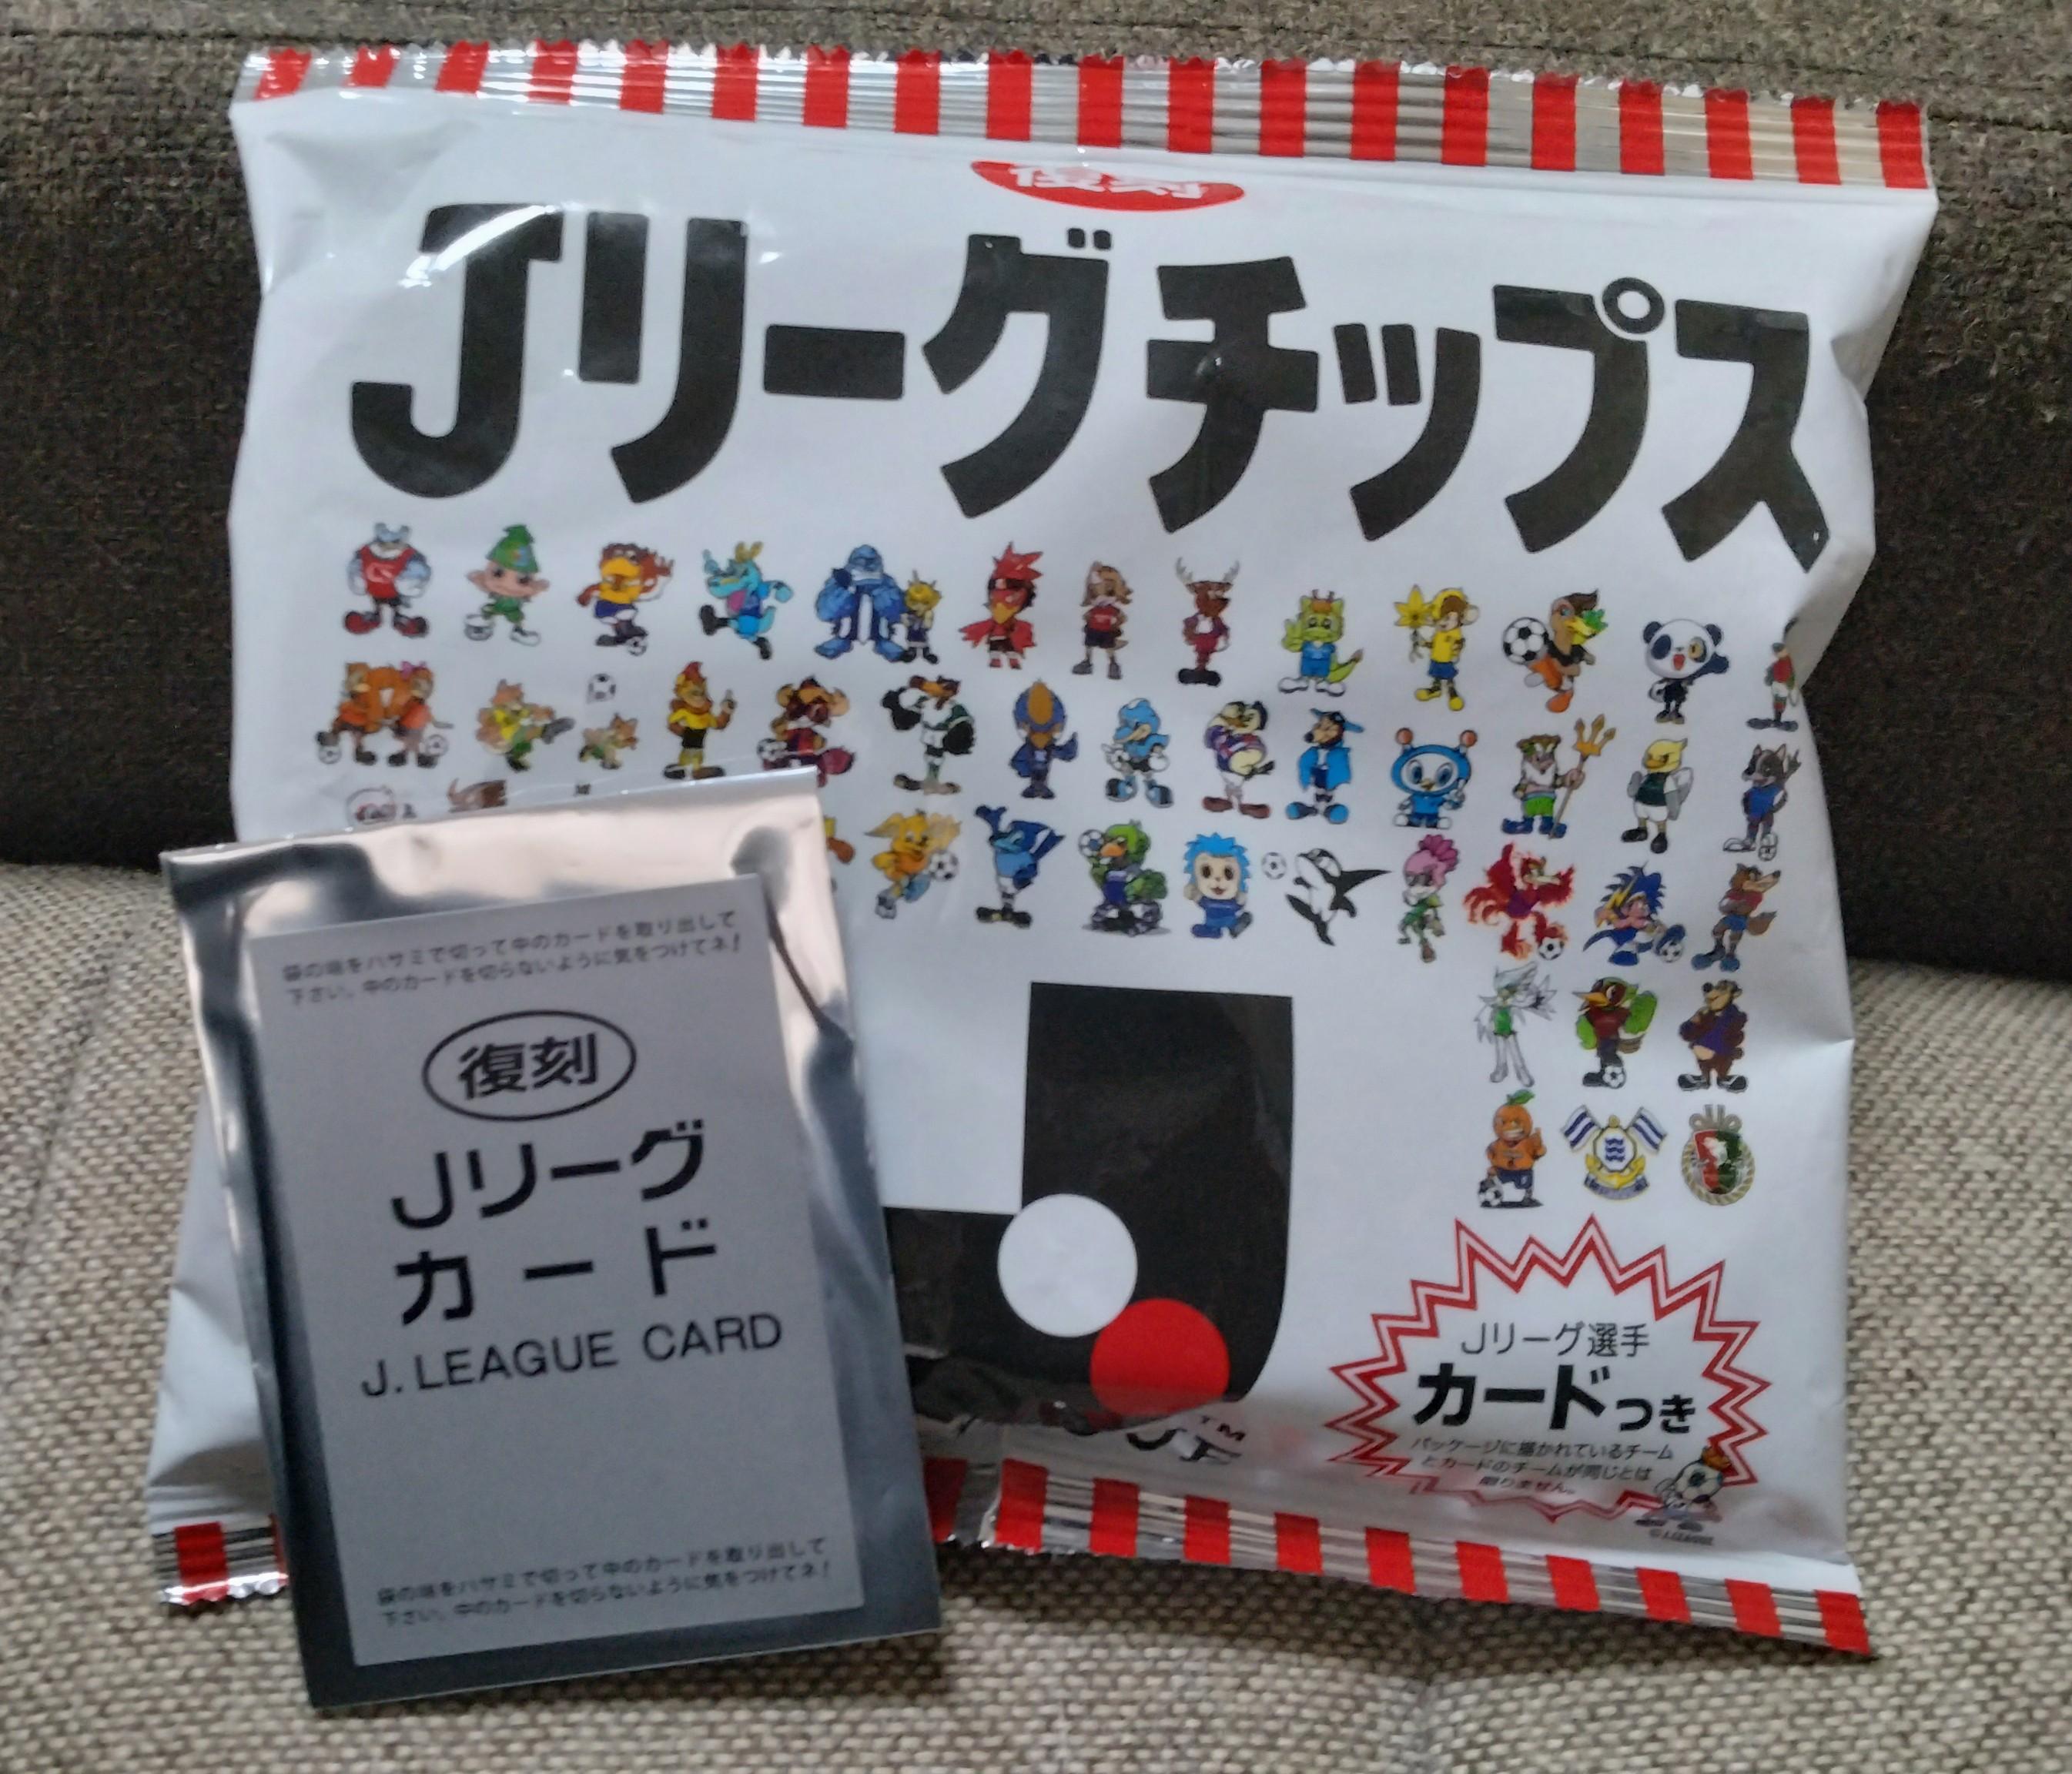 復刻
Jリーグチップス
袋の端をハサミで切って中のカードを取り出して
下さい。中のカードを切らないように気をつけてネ!
復刻
Jリーグ
カード
J. LEAGUE CARD
袋の端をハサミで切って中のカードを取り出して
下さい。中のカードを切らないように気をつけてネ!
TM
Jリーグ選手
カードつき
パッケージに描かれているチーム
とカードのチームが同じとは
限りません。